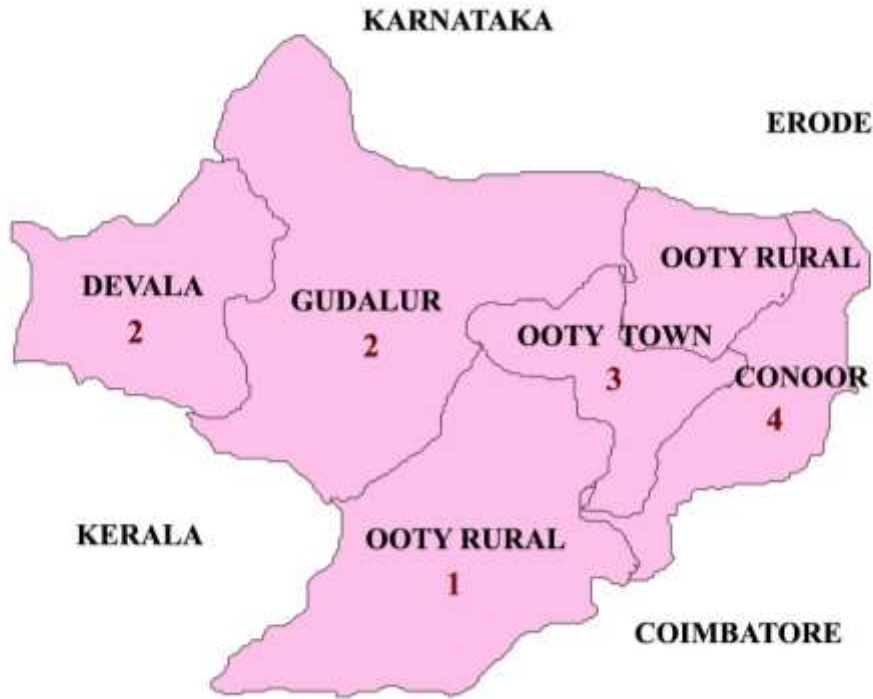 KARNATAKA
ERODE
OOTY RURAL
DEVALA
2
GUDALUR
2
OOTY TOWN
3
CONOOR
4
KERALA
OOTY RURAL
1
COIMBATORE